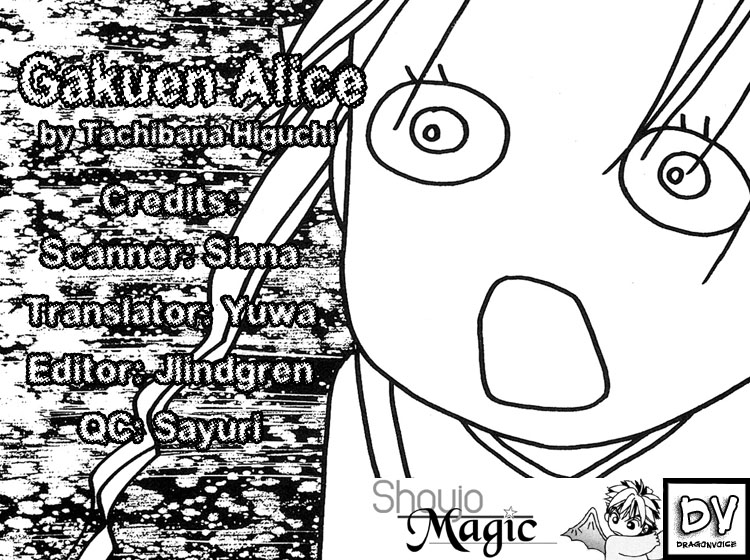 Gakuen Alice
by Tachibana Higuchi
Credits:
Scanner: Siana
Translator: Yuwa
Editor: Jlindgren
QC: Sayuri
Shoujo
Magic
DV
DRAGONVOICE